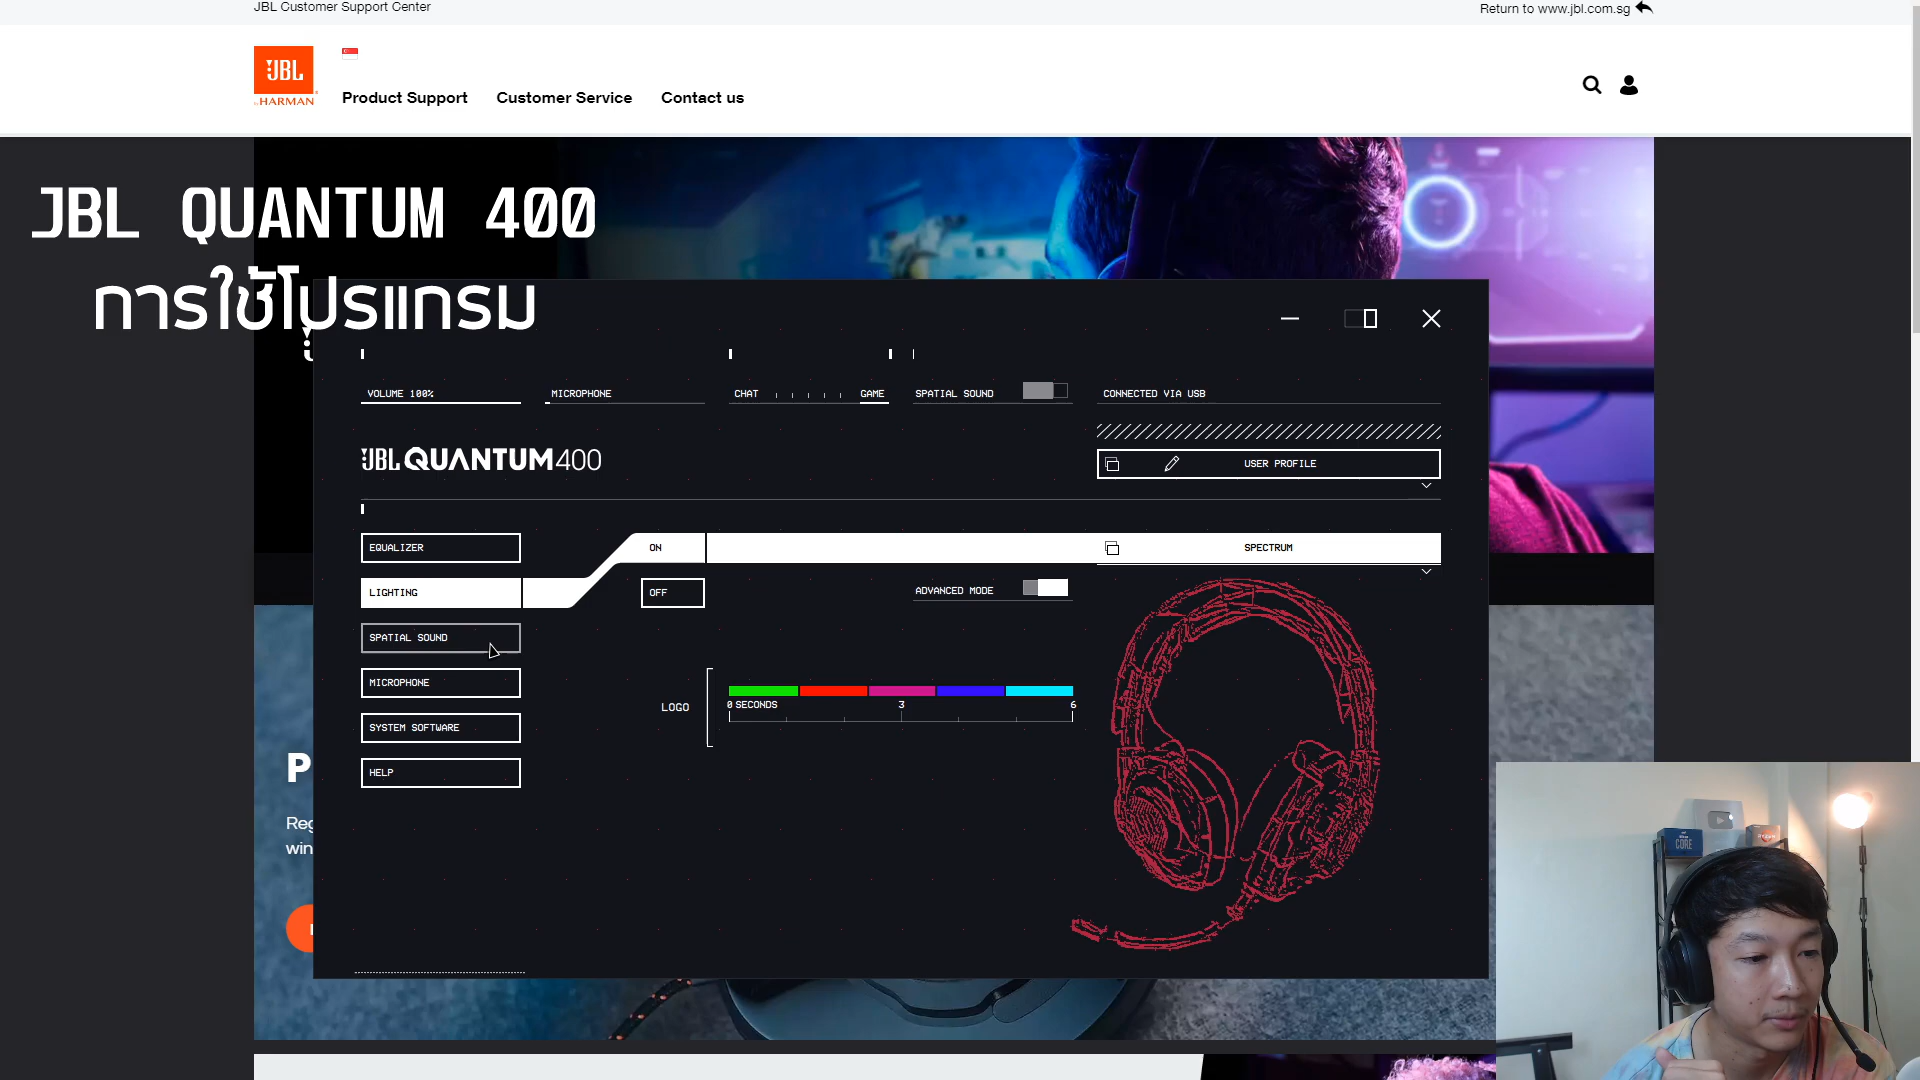 JBL Customer Support Center
Return to www.jbl.com.sg
JBL
HARMAN
Product Support
Customer Service
Contact us
JBL QUANTUM 400
การใช้โปรแกรม
VOLUME 100%
MICROPHONE
CHAT
GAME
SPATIAL SOUND
CONNECTED VIA USB
JBL QUANTUM400
USER PROFILE
EQUALIZER
ON
SPECTRUM
LIGHTING
OFF
ADVANCED MODE
SPATIAL SOUND
MICROPHONE
LOGO
0 SECONDS
3
6
SYSTEM SOFTWARE
HELP
P
Reg
win
CORE